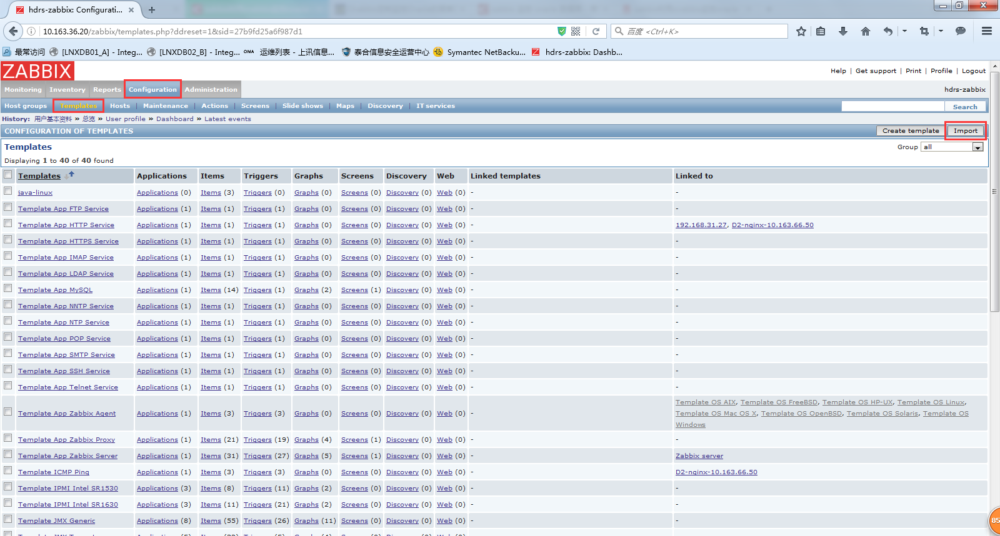 hdrs-zabbix: Configurati...
10.163.36.20/zabbix/templates.php?ddreset=1&sid=27b9fd25a6f987d1
百度 <Ctrl+K>
最常访问 [LNXDB01_A] - Integ... [LNXDB02_B] - Integ... OMA 运维列表 - 上讯信息... 泰合信息安全运营中心 Symantec NetBacku... hdrs-zabbix: Dashb...
ZABBIX
Help | Get support | Print | Profile | Logout
Monitoring Inventory Reports Configuration Administration
hdrs-zabbix
Host groups Templates Hosts | Maintenance | Actions | Screens | Slide shows | Maps | Discovery | IT services
Search
History: 用户基本资料 » 总览 » User profile » Dashboard » Latest events
CONFIGURATION OF TEMPLATES
Create template Import
Templates
Group all
Displaying 1 to 40 of 40 found
Templates Applications Items Triggers Graphs Screens Discovery Web Linked templates Linked to
java-linux Applications (0) Items (3) Triggers (0) Graphs (0) Screens (0) Discovery (0) Web (0) - -
Template App FTP Service Applications (1) Items (1) Triggers (1) Graphs (0) Screens (0) Discovery (0) Web (0) - -
Template App HTTP Service Applications (1) Items (1) Triggers (1) Graphs (0) Screens (0) Discovery (0) Web (0) - 192.168.31.27, D2-nginx-10.163.66.50
Template App HTTPS Service Applications (1) Items (1) Triggers (1) Graphs (0) Screens (0) Discovery (0) Web (0) - -
Template App IMAP Service Applications (1) Items (1) Triggers (1) Graphs (0) Screens (0) Discovery (0) Web (0) - -
Template App LDAP Service Applications (1) Items (1) Triggers (1) Graphs (0) Screens (0) Discovery (0) Web (0) - -
Template App MySQL Applications (1) Items (14) Triggers (1) Graphs (2) Screens (1) Discovery (0) Web (0) - -
Template App NNTP Service Applications (1) Items (1) Triggers (1) Graphs (0) Screens (0) Discovery (0) Web (0) - -
Template App NTP Service Applications (1) Items (1) Triggers (1) Graphs (0) Screens (0) Discovery (0) Web (0) - -
Template App POP Service Applications (1) Items (1) Triggers (1) Graphs (0) Screens (0) Discovery (0) Web (0) - -
Template App SMTP Service Applications (1) Items (1) Triggers (1) Graphs (0) Screens (0) Discovery (0) Web (0) - -
Template App SSH Service Applications (1) Items (1) Triggers (1) Graphs (0) Screens (0) Discovery (0) Web (0) - -
Template App Telnet Service Applications (1) Items (1) Triggers (1) Graphs (0) Screens (0) Discovery (0) Web (0) - -
Template App Zabbix Agent Applications (1) Items (3) Triggers (3) Graphs (0) Screens (0) Discovery (0) Web (0) - Template OS AIX, Template OS FreeBSD, Template OS HP-UX, Template OS Linux,
Template OS Mac OS X, Template OS OpenBSD, Template OS Solaris, Template OS
Windows
Template App Zabbix Proxy Applications (1) Items (21) Triggers (19) Graphs (4) Screens (1) Discovery (0) Web (0) - -
Template App Zabbix Server Applications (1) Items (31) Triggers (27) Graphs (5) Screens (1) Discovery (0) Web (0) - Zabbix server
Template ICMP Ping Applications (1) Items (3) Triggers (3) Graphs (0) Screens (0) Discovery (0) Web (0) - D2-nginx-10.163.66.50
Template IPMI Intel SR1530 Applications (3) Items (8) Triggers (11) Graphs (2) Screens (0) Discovery (0) Web (0) - -
Template IPMI Intel SR1630 Applications (3) Items (11) Triggers (21) Graphs (2) Screens (0) Discovery (0) Web (0) - -
Template JMX Generic Applications (8) Items (55) Triggers (26) Graphs (11) Screens (0) Discovery (0) Web (0) - -
85